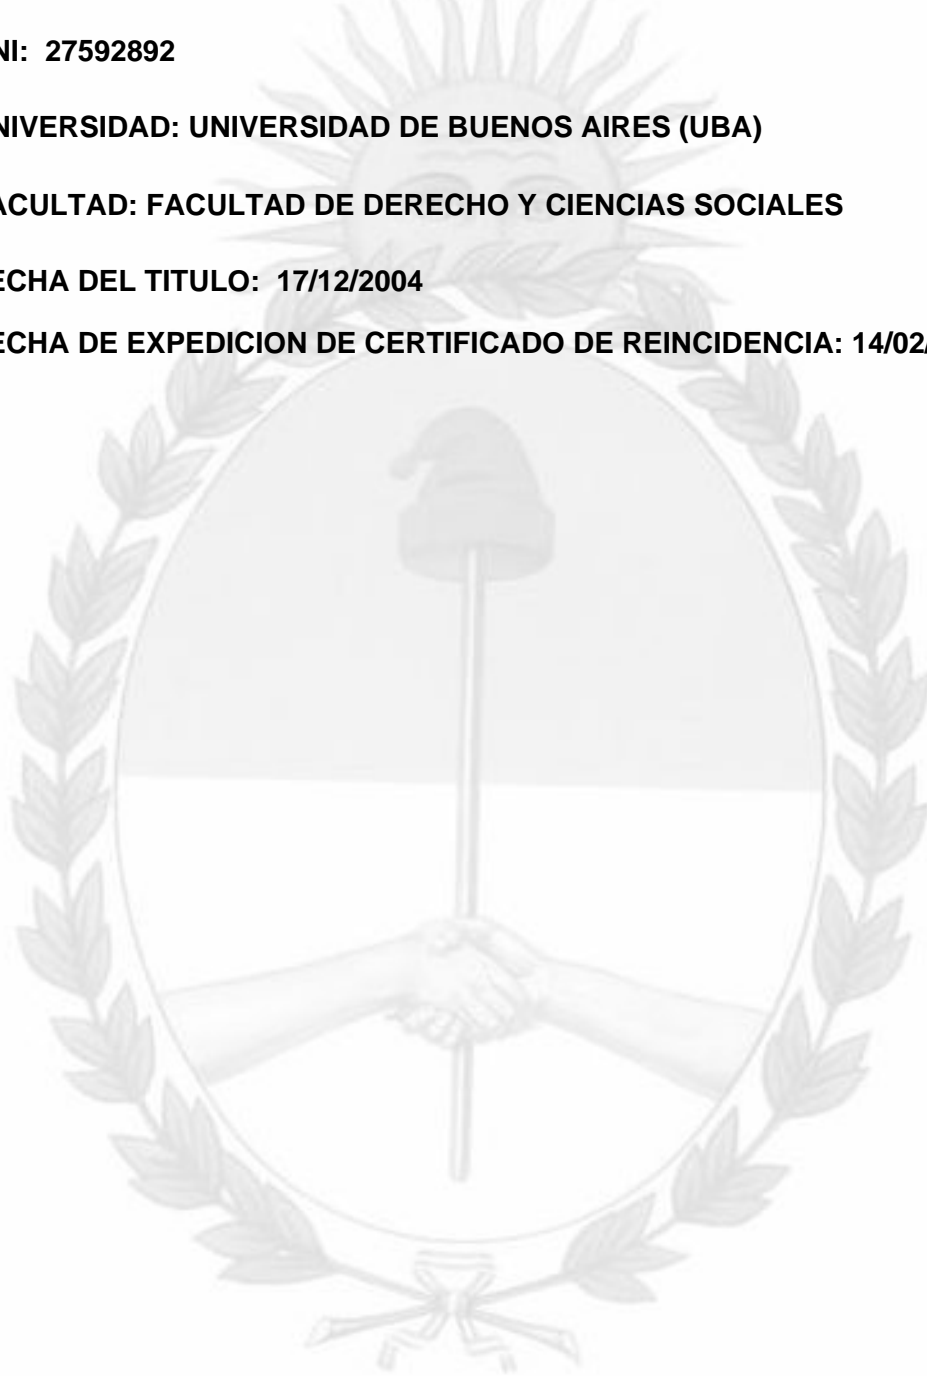 NI: 27592892
NIVERSIDAD: UNIVERSIDAD DE BUENOS AIRES (UBA)
ACULTAD: FACULTAD DE DERECHO Y CIENCIAS SOCIALES
ECHA DEL TITULO: 17/12/2004
ECHA DE EXPEDICION DE CERTIFICADO DE REINCIDENCIA: 14/02/